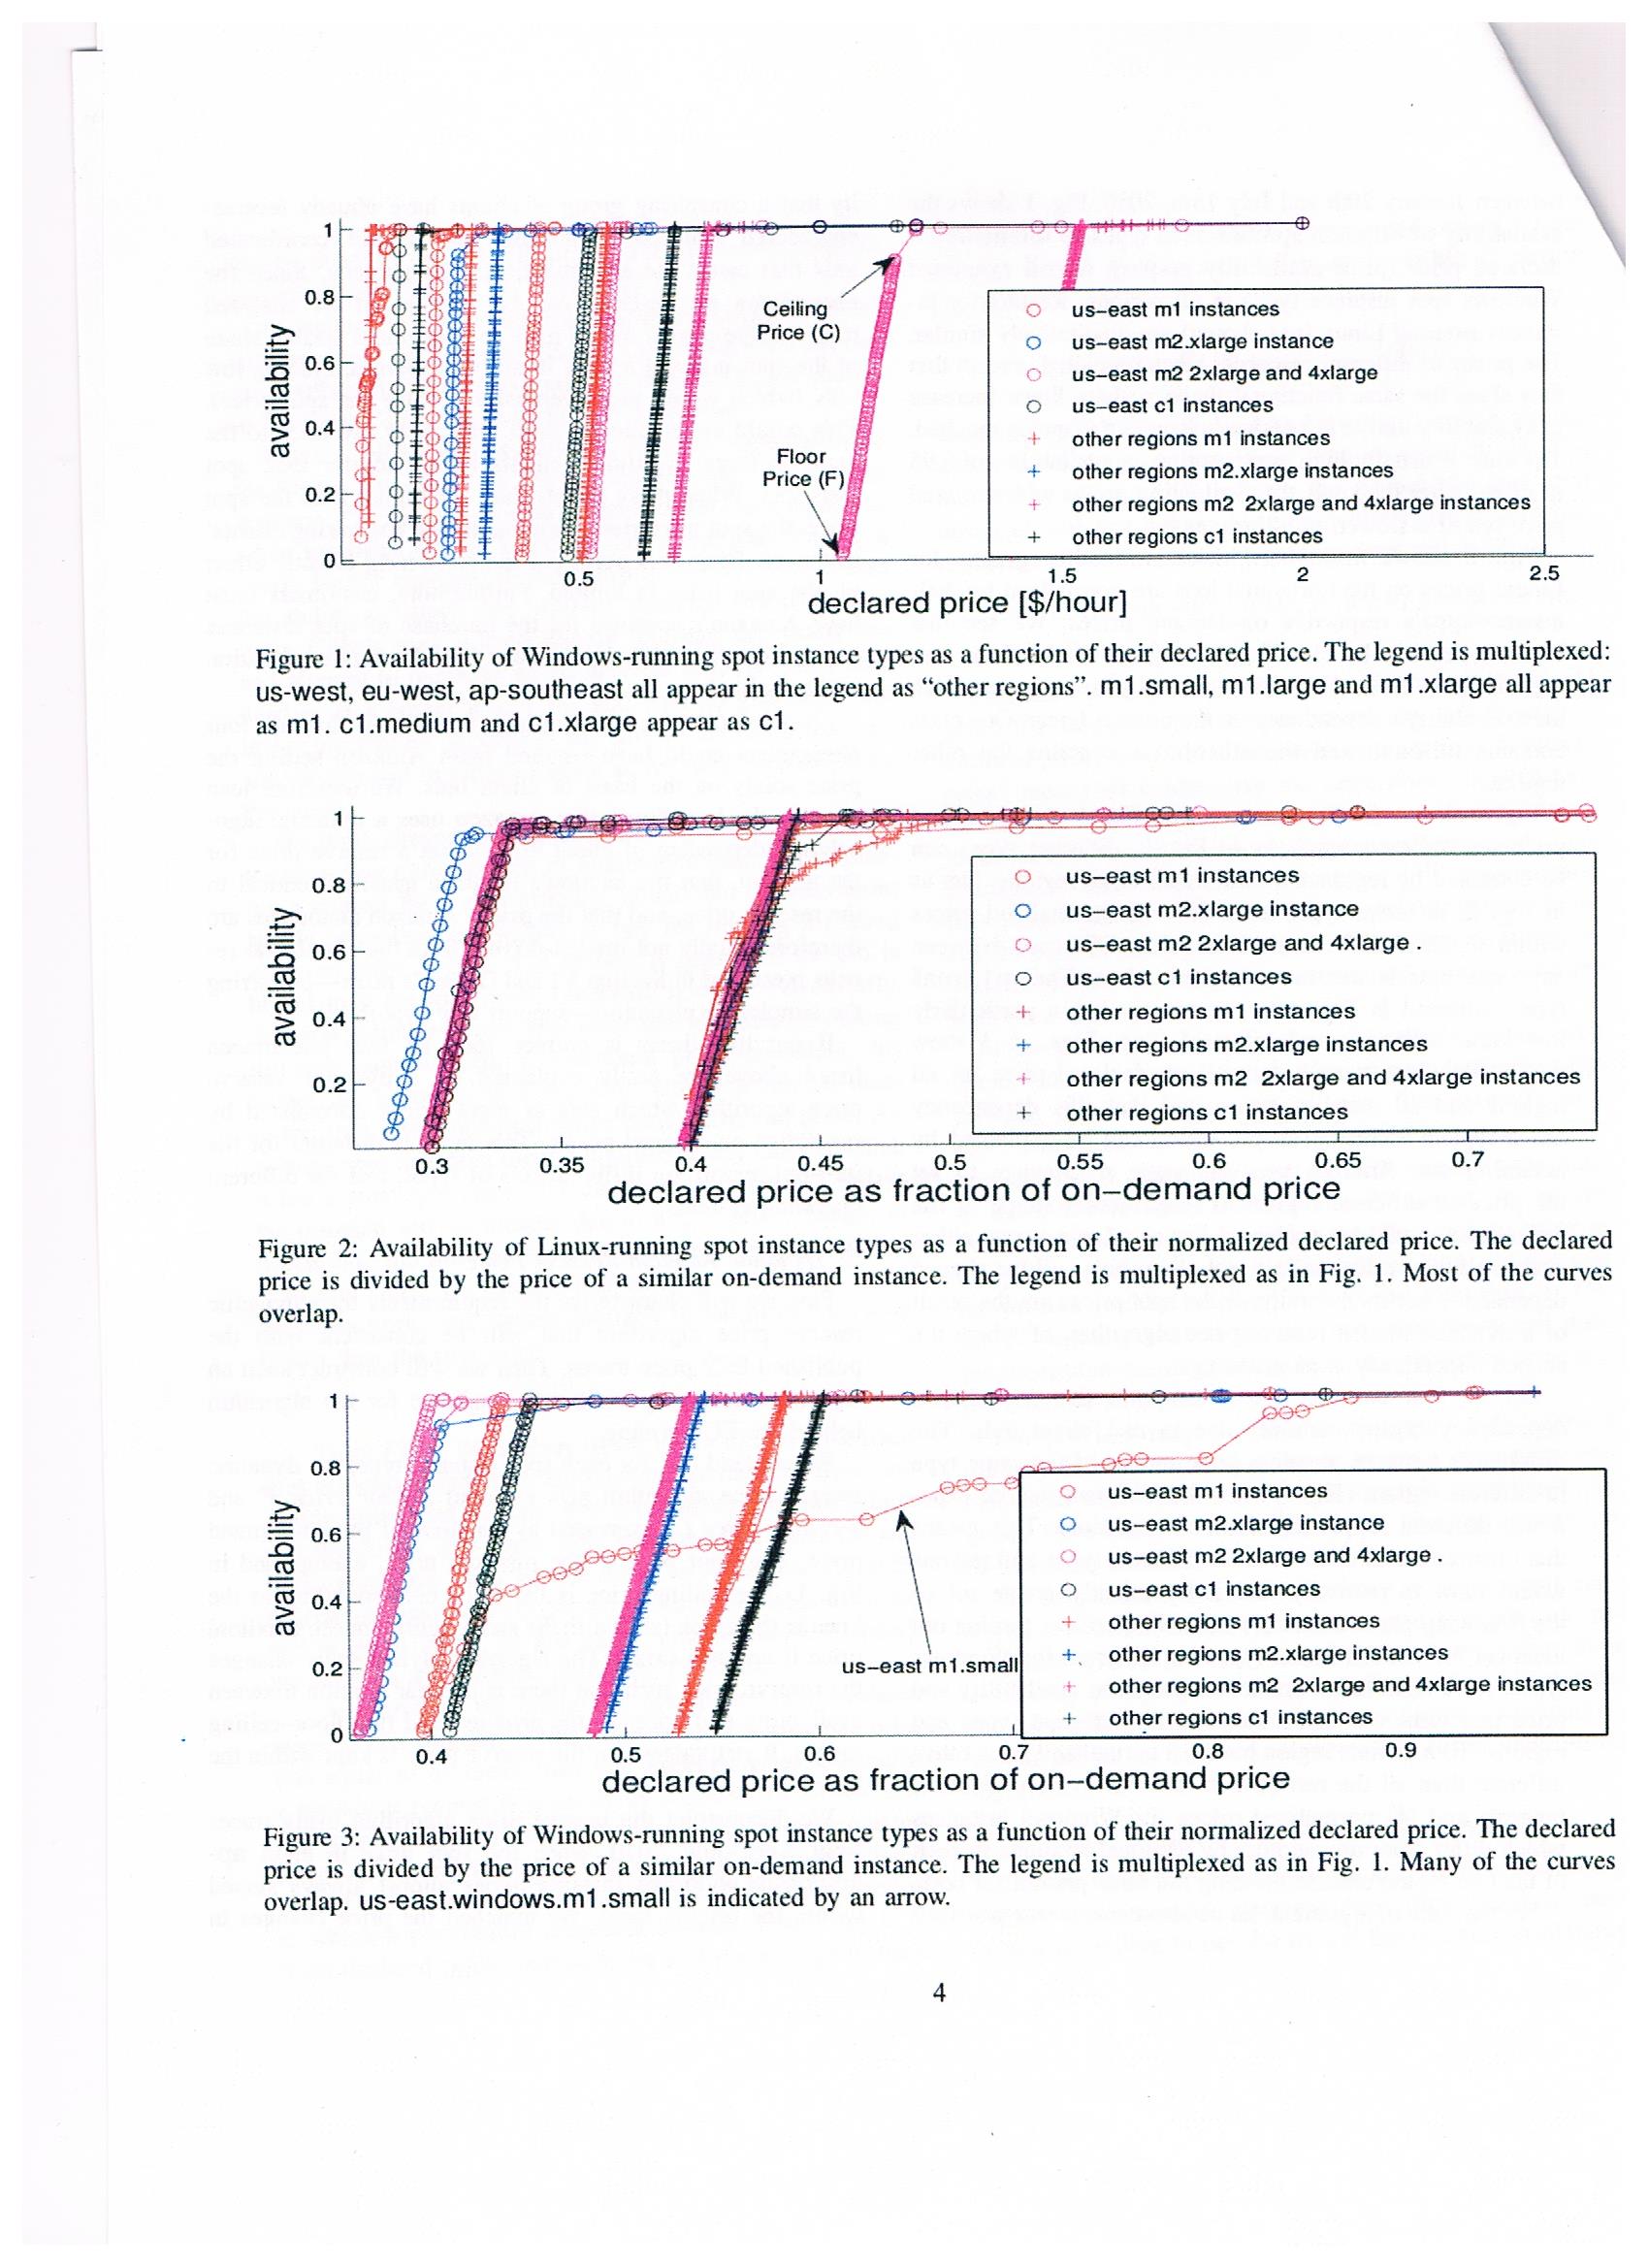 1
0.8
0.6
0.4
0.2
0
availability
Ceiling
Price (C)
Floor
Price (F)
us−east m1 instances
us−east m2.xlarge instance
us−east m2 2xlarge and 4xlarge
us−east c1 instances
other regions m1 instances
other regions m2.xlarge instances
other regions m2 2xlarge and 4xlarge instances
other regions c1 instances
0.5 1 1.5 2 2.5
declared price [$/hour]
Figure 1: Availability of Windows-running spot instance types as a function of their declared price. The legend is multiplexed:
us-west, eu-west, ap-southeast all appear in the legend as “other regions”. m1.small, m1.large and m1.xlarge all appear
as m1. c1.medium and c1.xlarge appear as c1.
1
0.8
0.6
0.4
0.2
availability
us−east m1 instances
us−east m2.xlarge instance
us−east m2 2xlarge and 4xlarge .
us−east c1 instances
other regions m1 instances
other regions m2.xlarge instances
other regions m2 2xlarge and 4xlarge instances
other regions c1 instances
0.3 0.35 0.4 0.45 0.5 0.55 0.6 0.65 0.7
declared price as fraction of on−demand price
Figure 2: Availability of Linux-running spot instance types as a function of their normalized declared price. The declared
price is divided by the price of a similar on-demand instance. The legend is multiplexed as in Fig. 1. Most of the curves
overlap.
1
0.8
0.6
0.4
0.2
0
availability
us−east m1.small
us−east m1 instances
us−east m2.xlarge instance
us−east m2 2xlarge and 4xlarge .
us−east c1 instances
other regions m1 instances
other regions m2.xlarge instances
other regions m2 2xlarge and 4xlarge instances
other regions c1 instances
0.4 0.5 0.6 0.7 0.8 0.9
declared price as fraction of on−demand price
Figure 3: Availability of Windows-running spot instance types as a function of their normalized declared price. The declared
price is divided by the price of a similar on-demand instance. The legend is multiplexed as in Fig. 1. Many of the curves
overlap. us-east.windows.m1.small is indicated by an arrow.
4